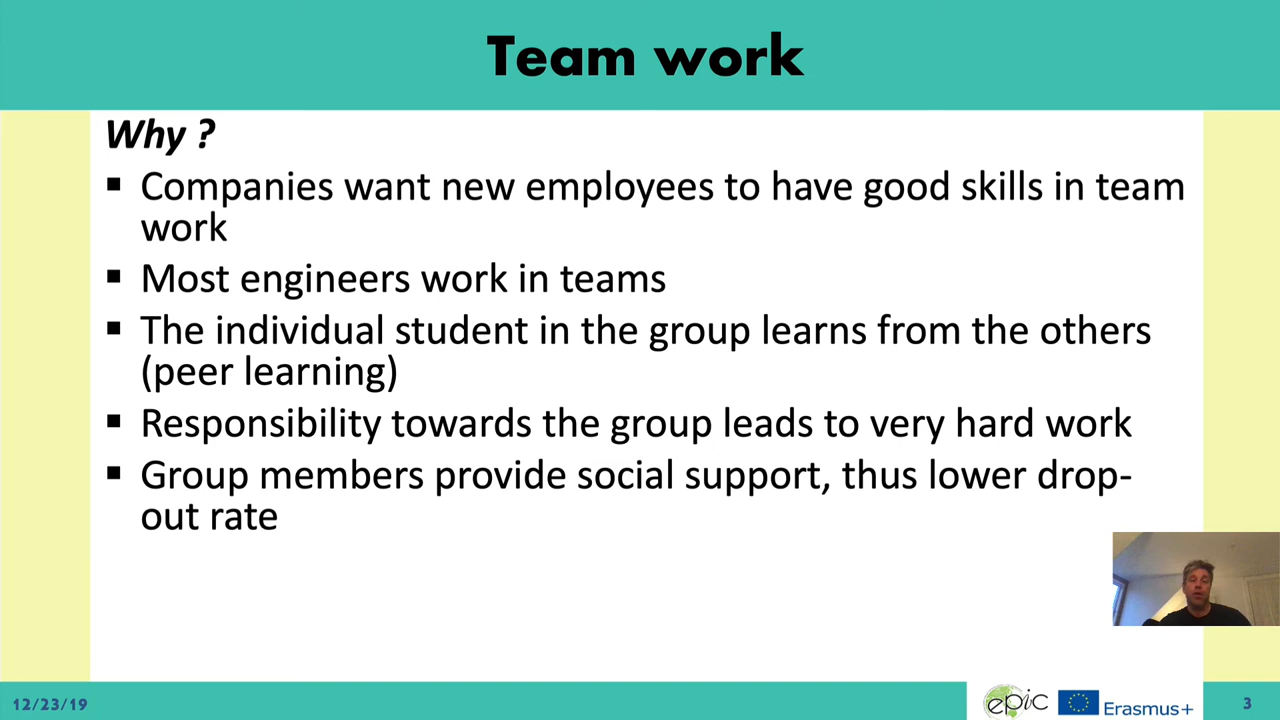 Team work
Why ?
▪ Companies want new employees to have good skills in team
work
▪ Most engineers work in teams
▪ The individual student in the group learns from the others
(peer learning)
▪ Responsibility towards the group leads to very hard work
▪ Group members provide social support, thus lower drop-
out rate
12/23/19
epic
Erasmus+
3